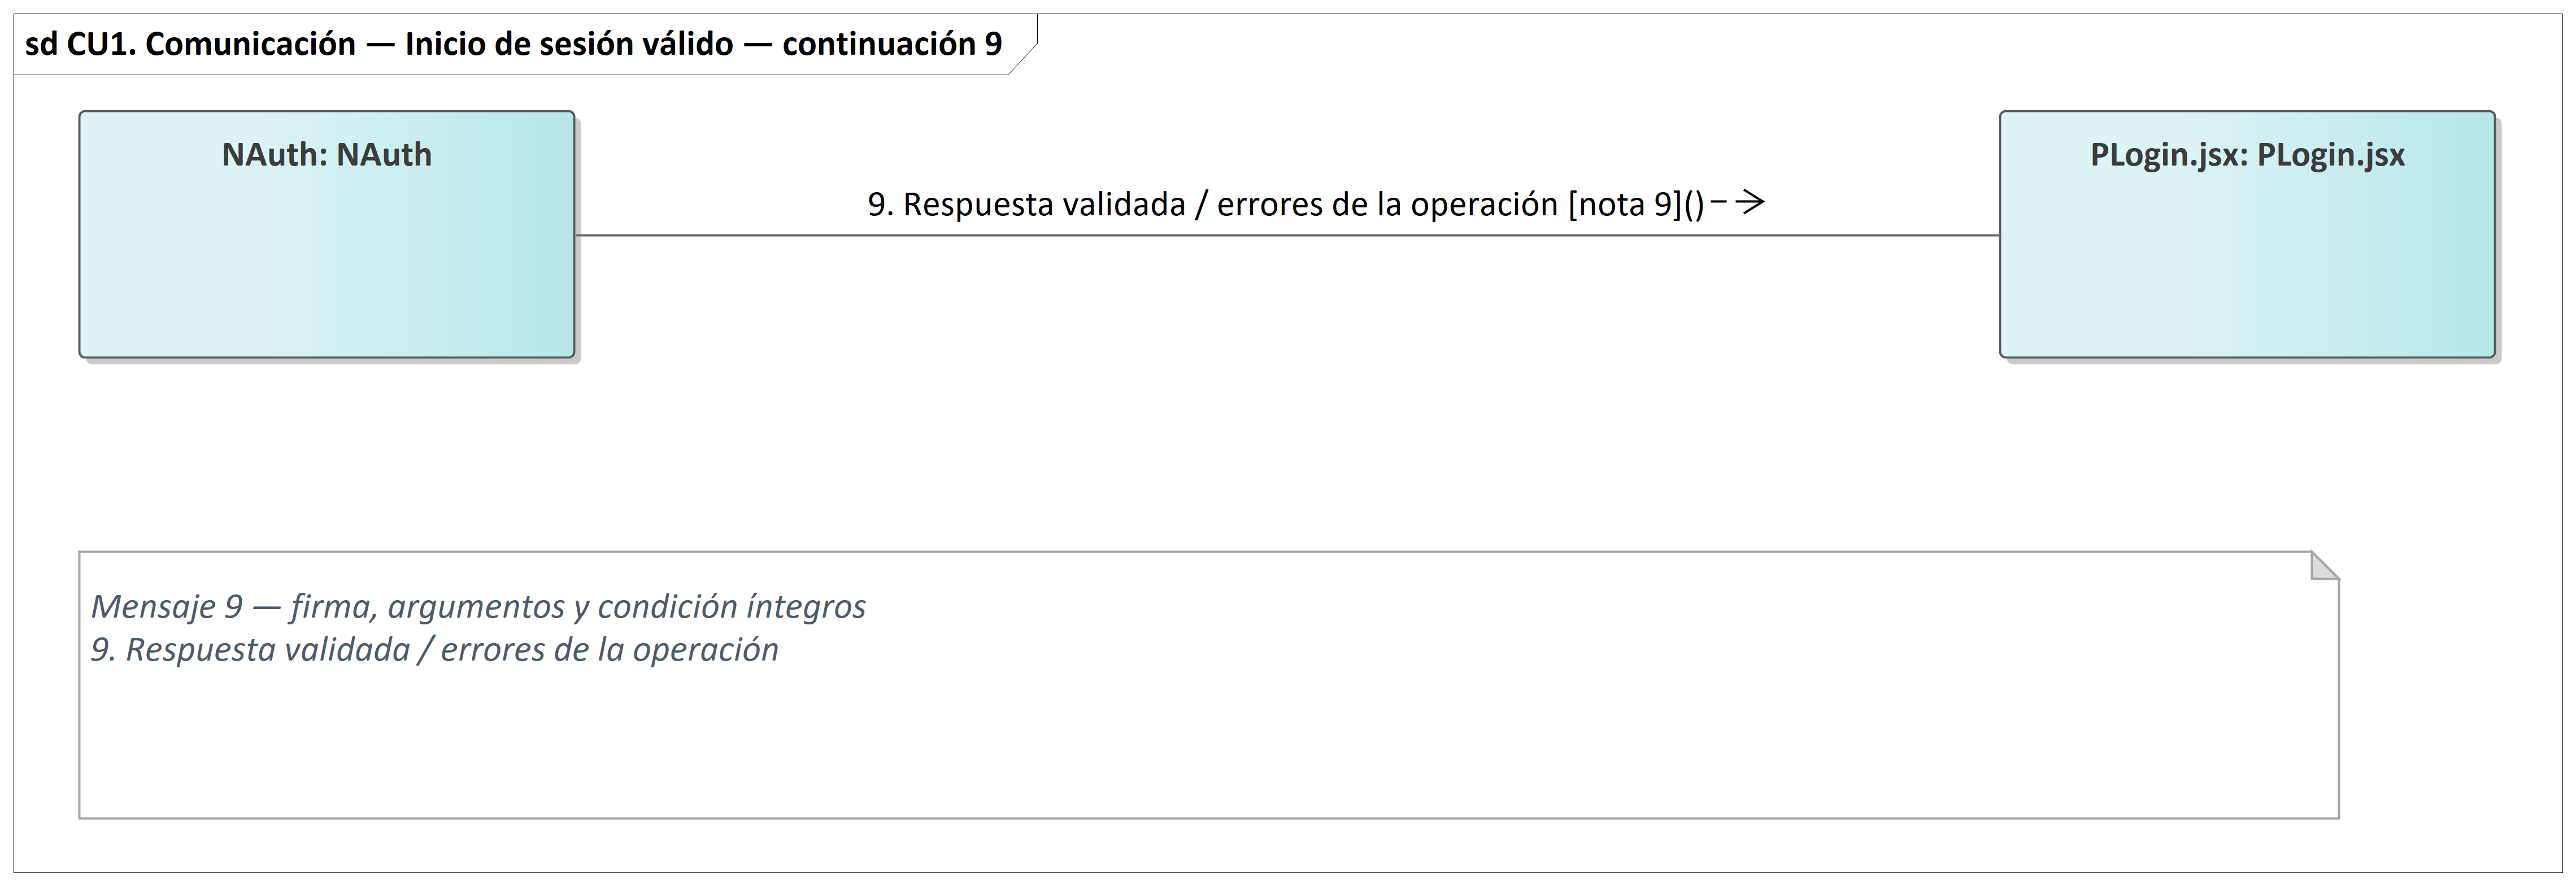 sd CU1. Comunicación — Inicio de sesión válido — continuación 9
NAuth: NAuth
PLogin.jsx: PLogin.jsx
9. Respuesta validada / errores de la operación [nota 9]()
Mensaje 9 — firma, argumentos y condición íntegros
9. Respuesta validada / errores de la operación